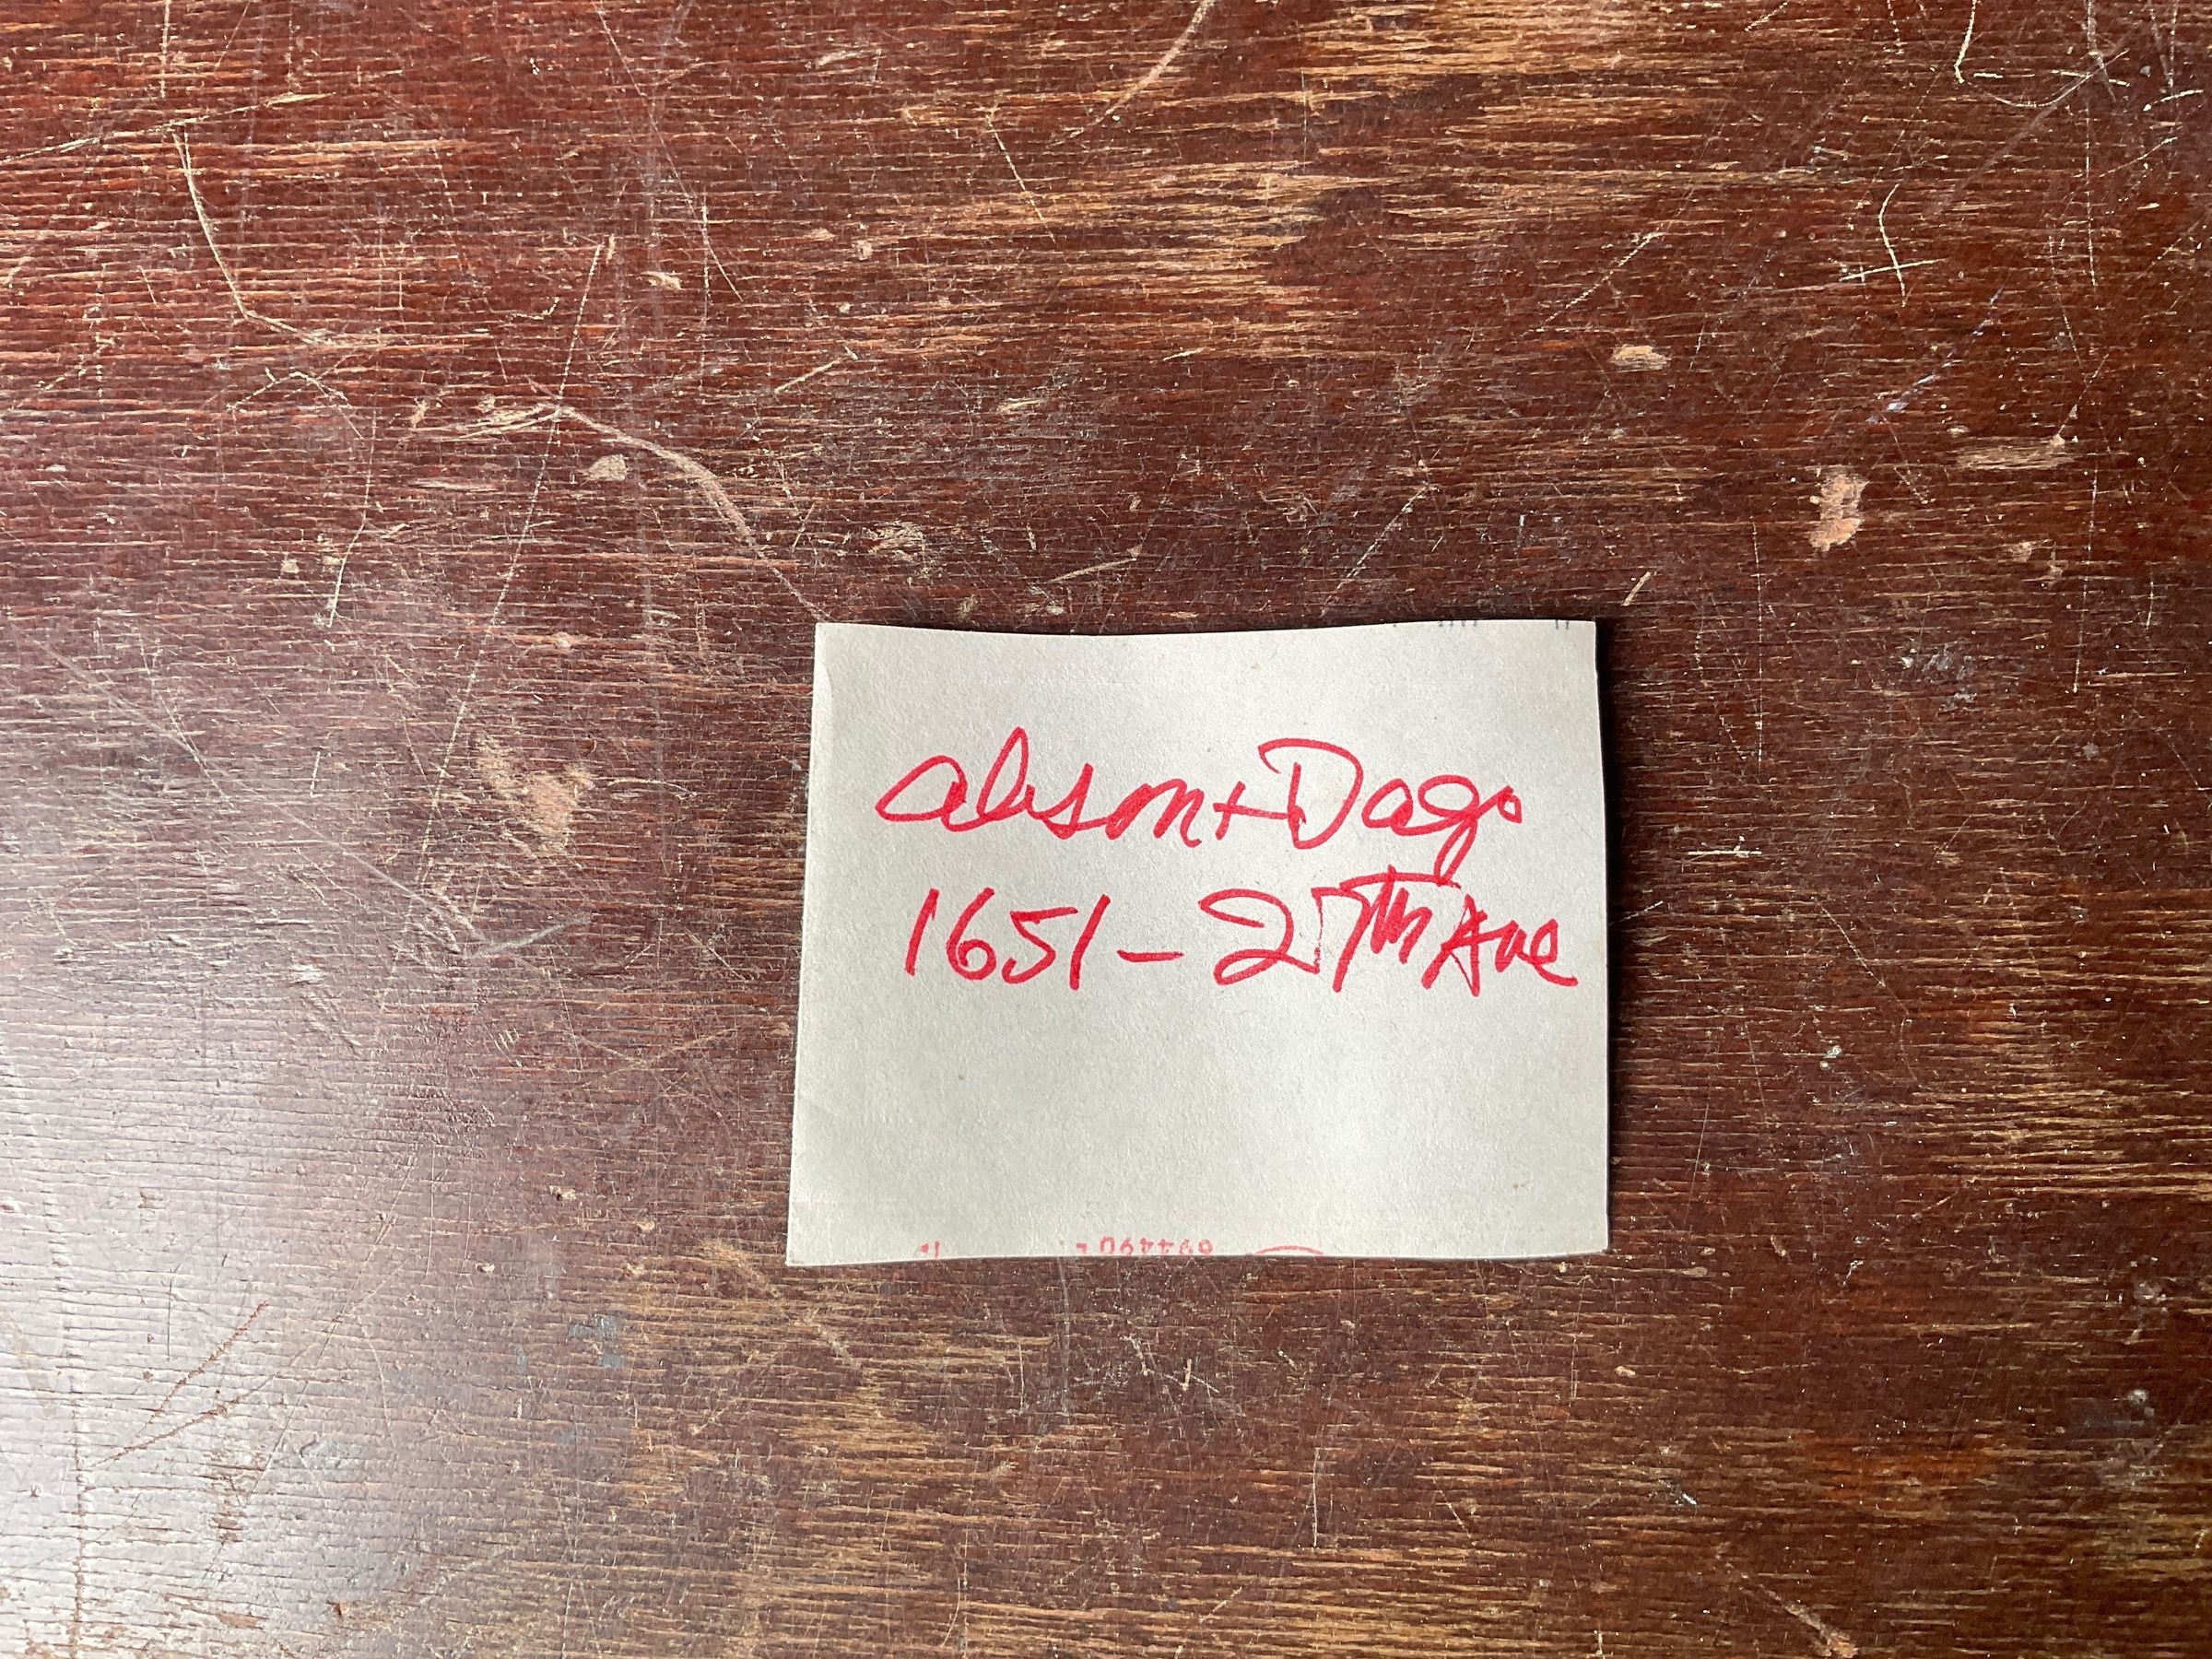 alison + Dago
1651 - 27TH Ave